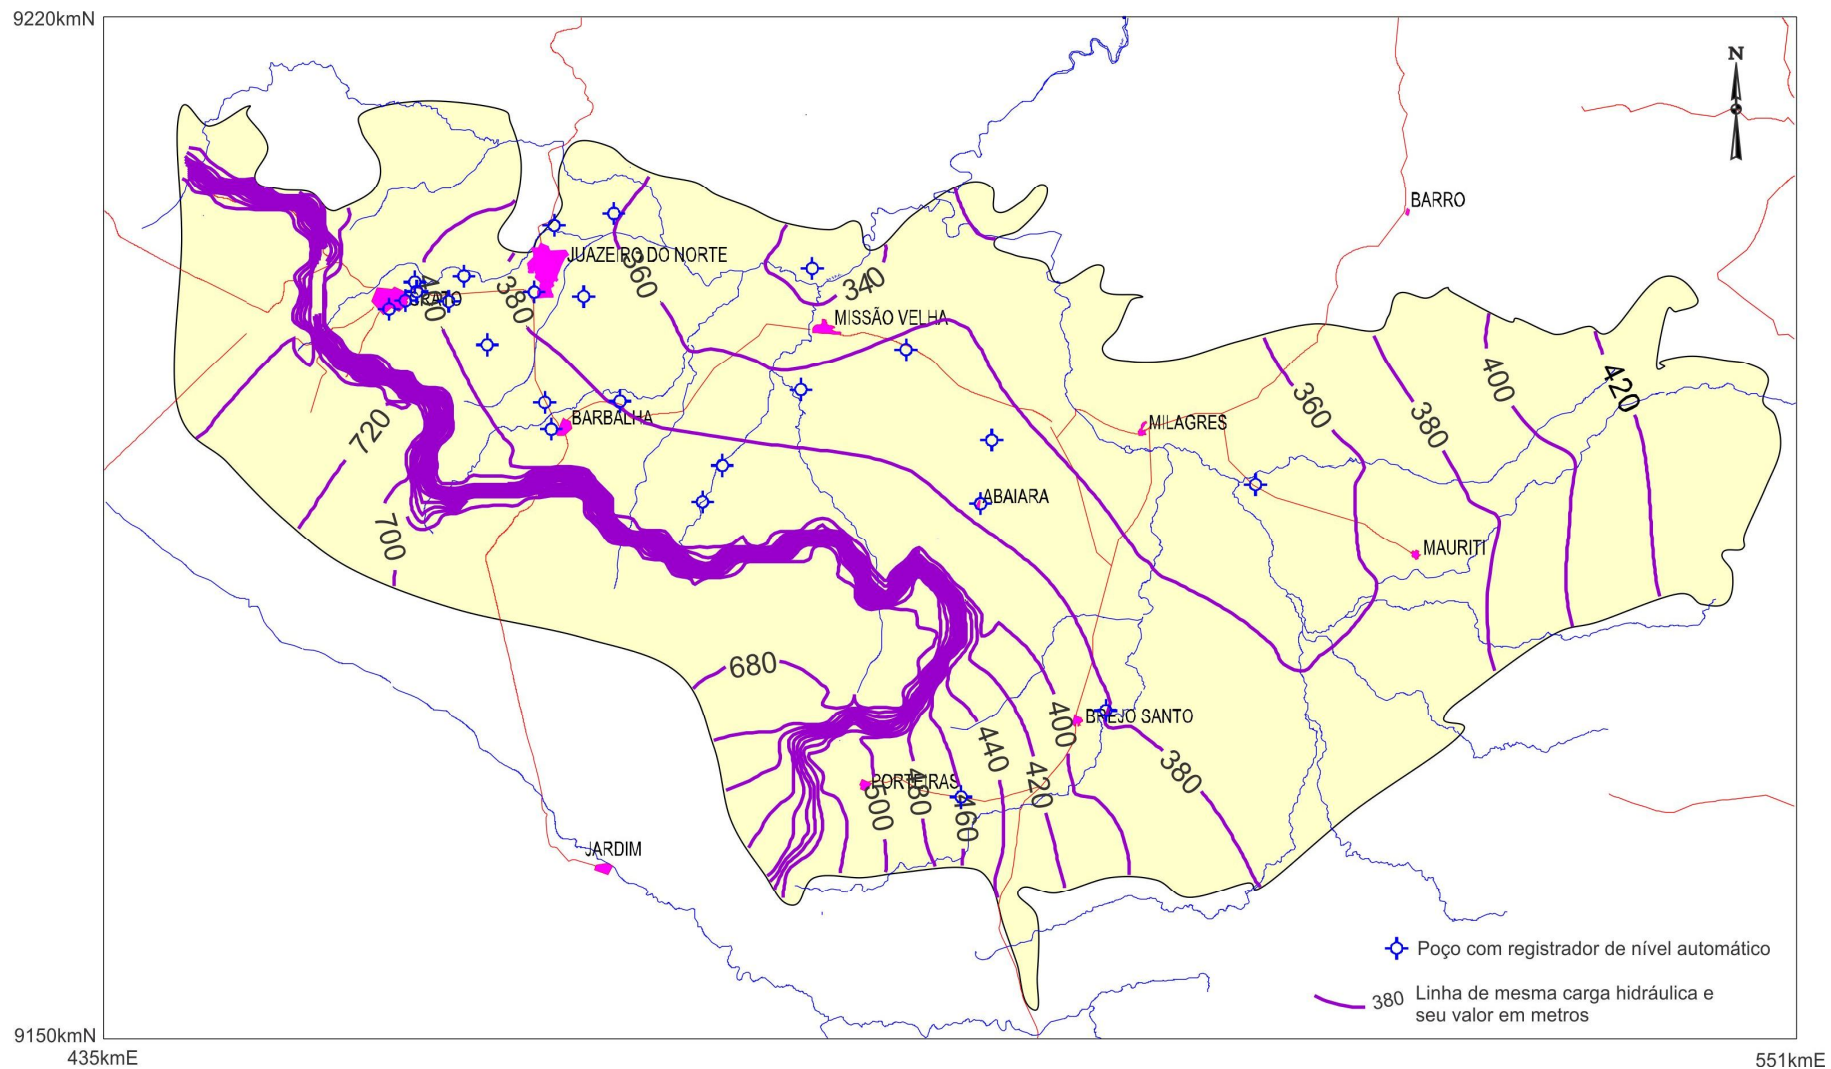 9220kmN
N
BARRO
JUAZEIRO DO NORTE
360
340
380
400
CRATO
MISSÃO VELHA
400
420
360
380
720
BARBALHA
MILAGRES
ABAIARA
700
MAURITI
680
400
BREJO SANTO
440
380
420
PORTEIRAS
480
500
460
JARDIM
Poço com registrador de nível automático
380
Linha de mesma carga hidráulica e
seu valor em metros
9150kmN
435kmE
551kmE